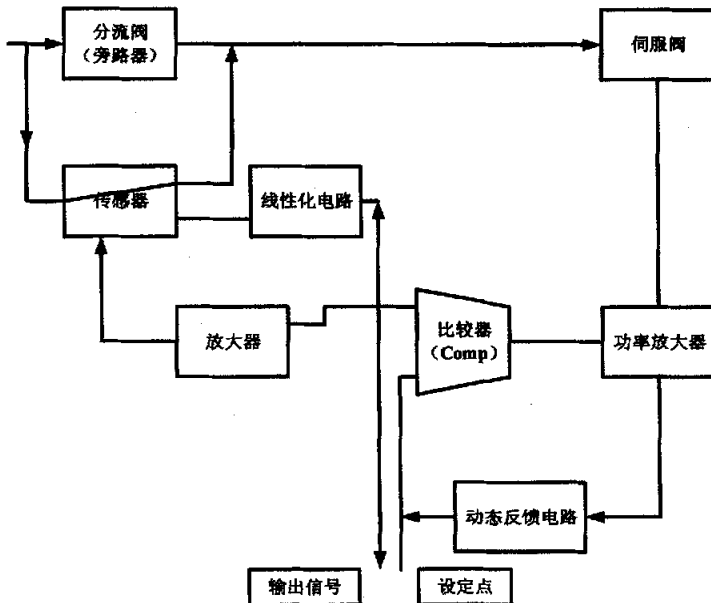 分流阀
（旁路器）
伺服阀
传感器
线性化电路
放大器
比较器
（Comp）
功率放大器
动态反馈电路
输出信号
设定点